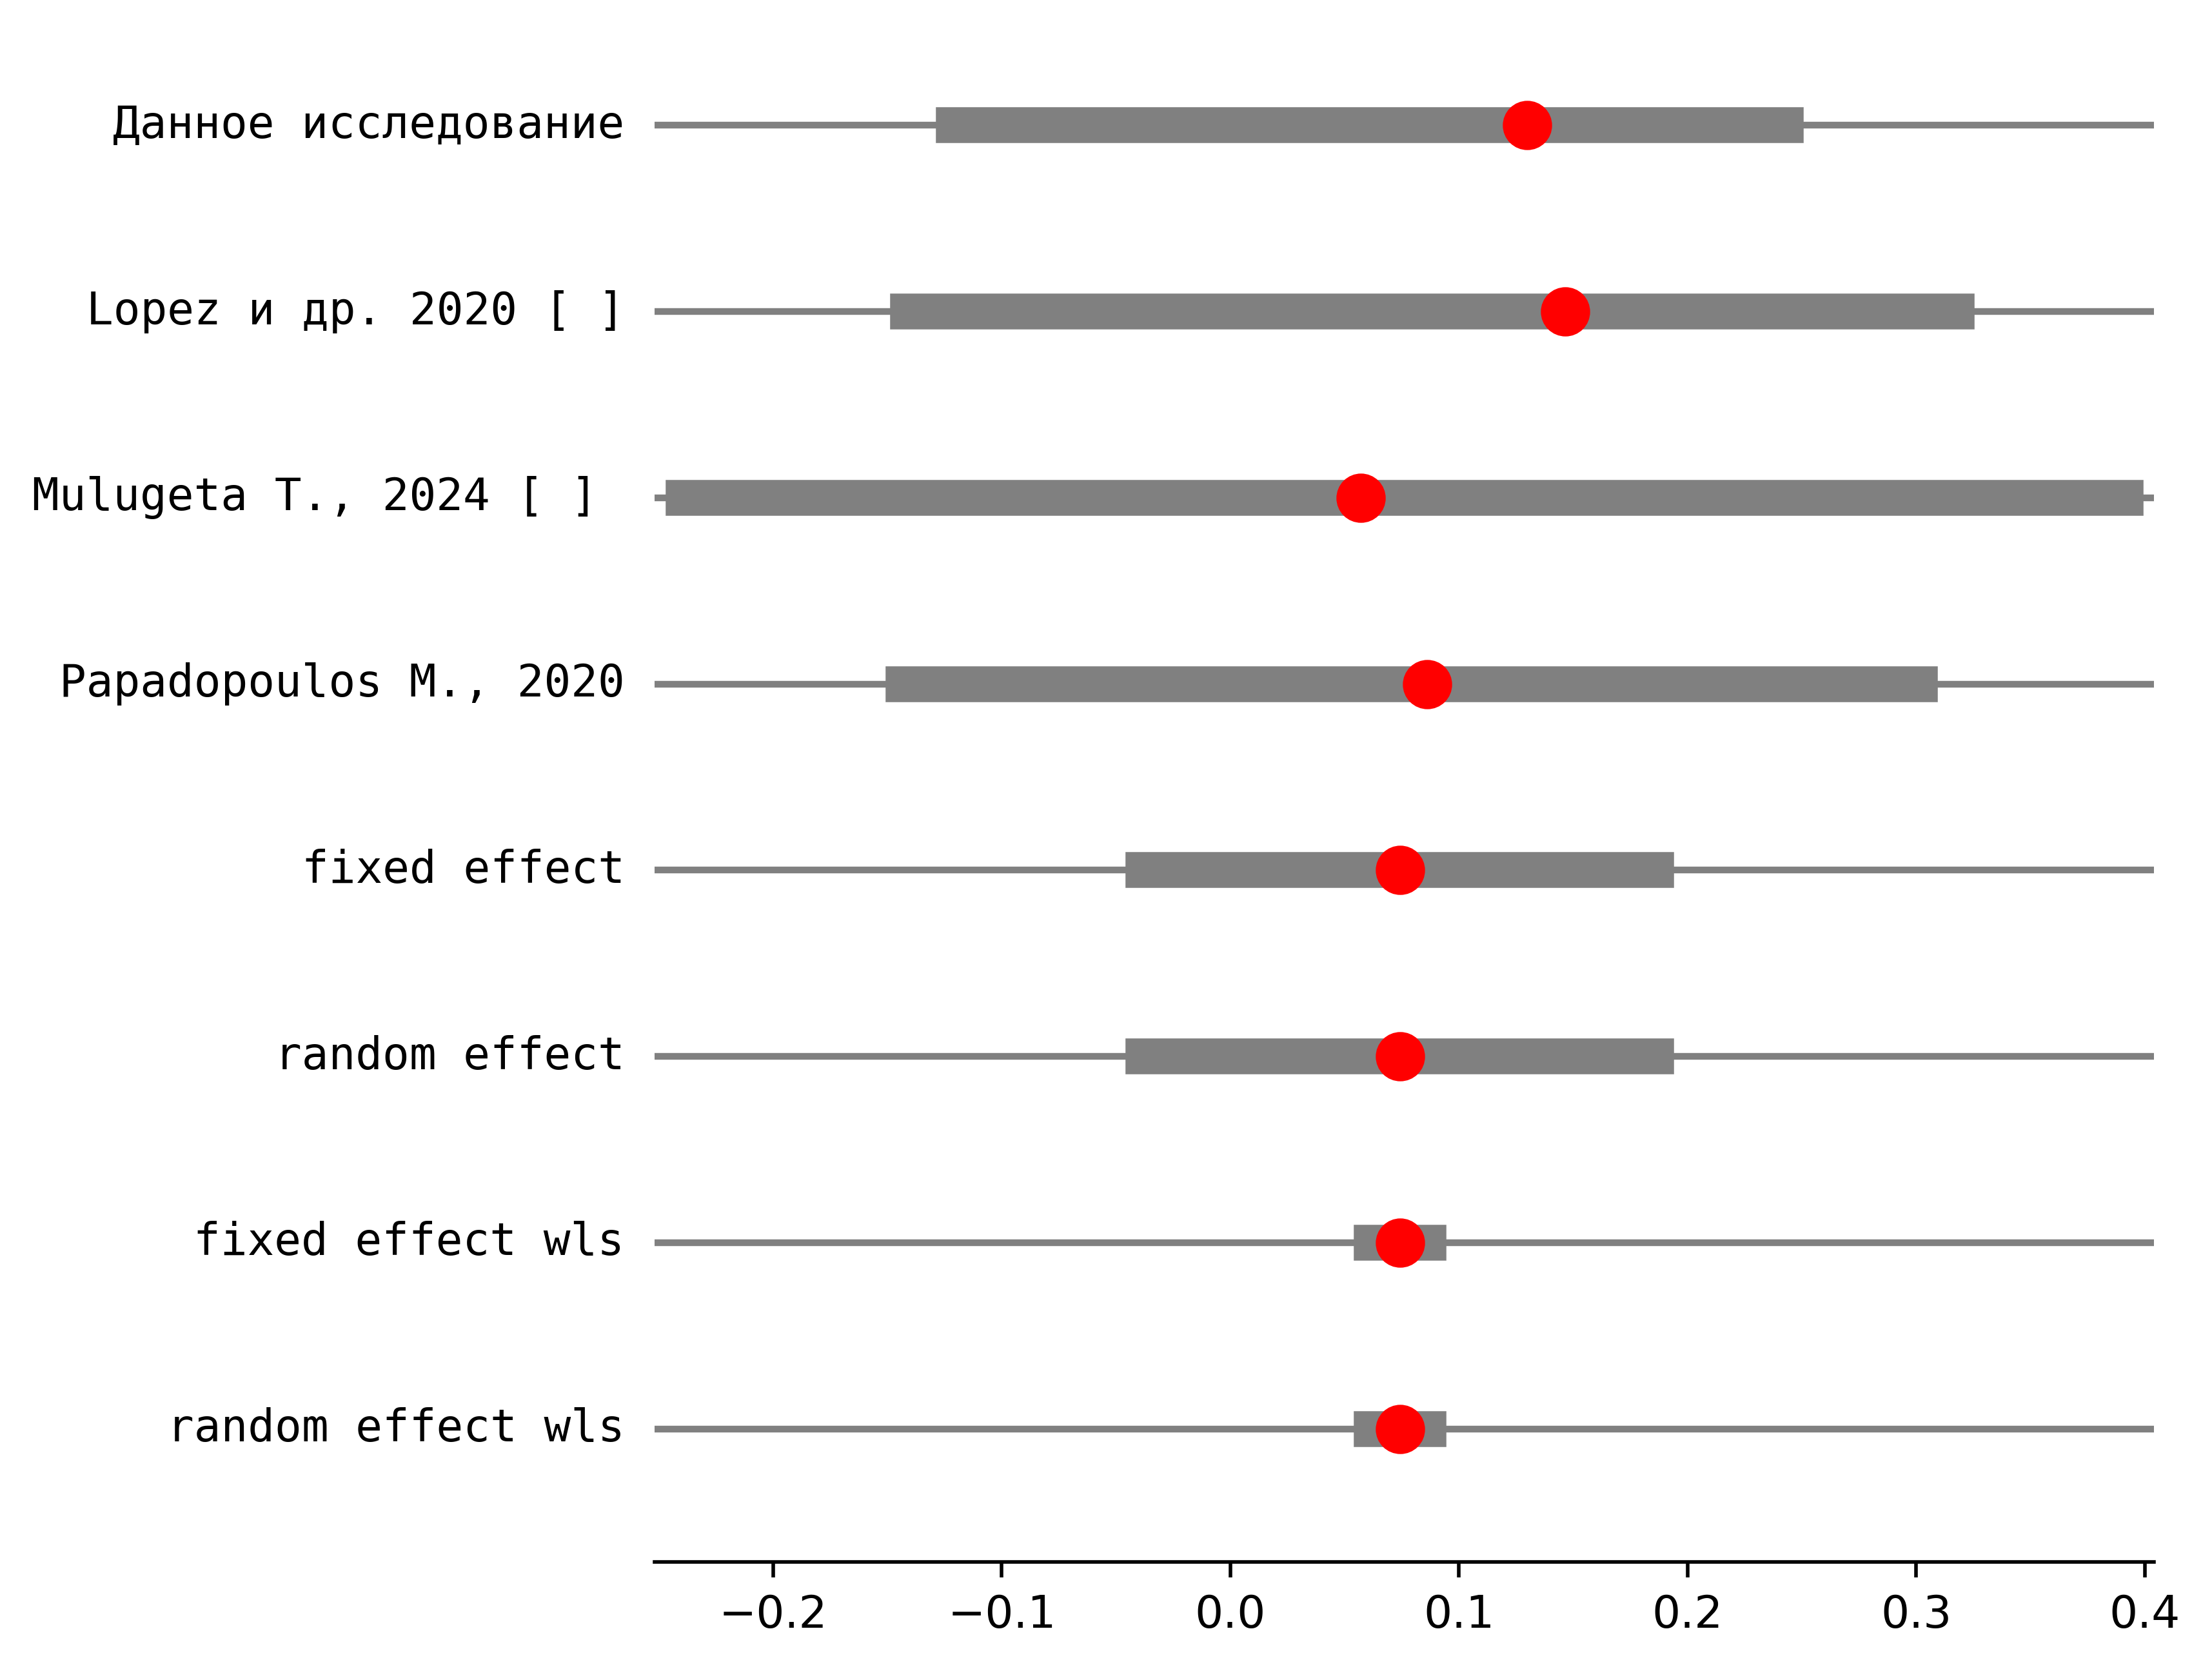 Данное исследование
Lopez и др. 2020 [ ]
Mulugeta T., 2024 [ ]
Papadopoulos M., 2020
fixed effect
random effect
fixed effect wls
random effect wls
−0.2 −0.1 0.0 0.1 0.2 0.3 0.4